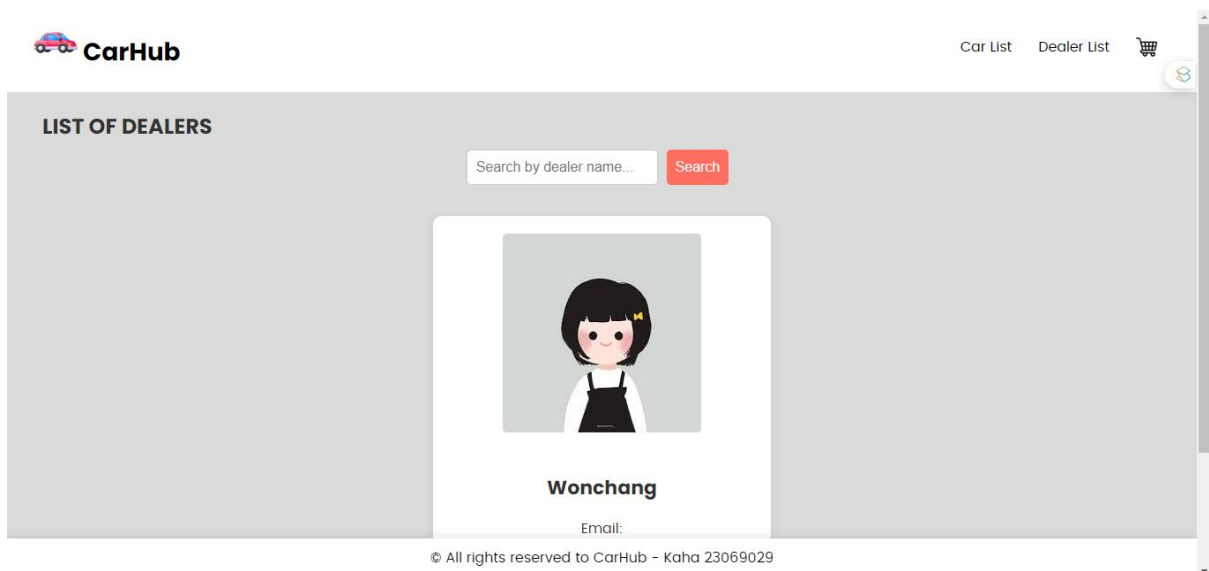 CarHub
Car List Dealer List
LIST OF DEALERS
Search by dealer name... Search
Wonchang
Email:
© All rights reserved to CarHub - Kaha 23069029